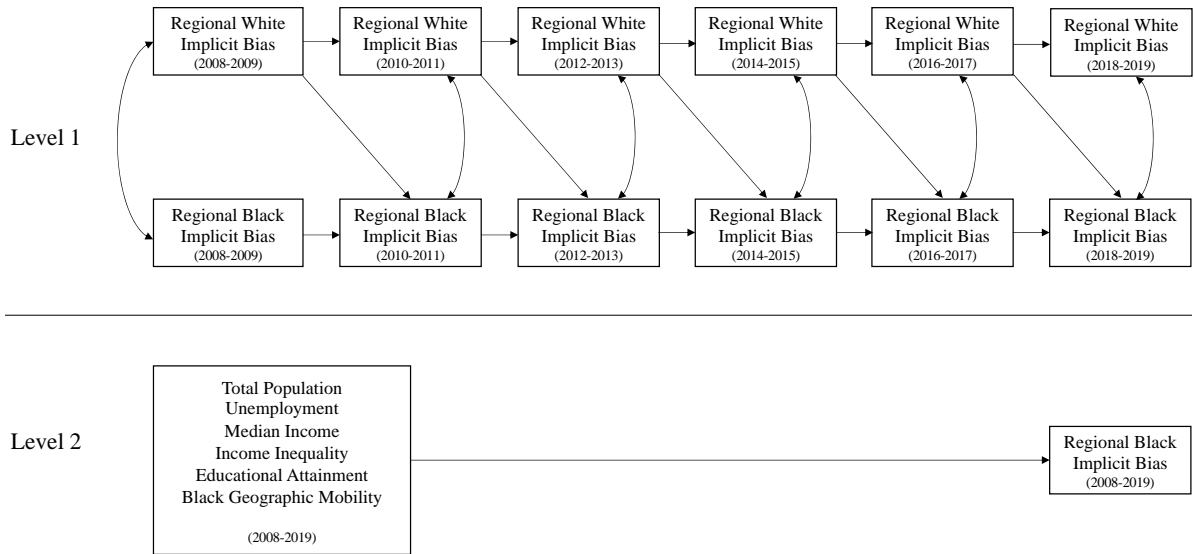 Regional White
Implicit Bias
(2008-2009)
Regional White
Implicit Bias
(2010-2011)
Regional White
Implicit Bias
(2012-2013)
Regional White
Implicit Bias
(2014-2015)
Regional White
Implicit Bias
(2016-2017)
Regional White
Implicit Bias
(2018-2019)
Level 1
Regional Black
Implicit Bias
(2008-2009)
Regional Black
Implicit Bias
(2010-2011)
Regional Black
Implicit Bias
(2012-2013)
Regional Black
Implicit Bias
(2014-2015)
Regional Black
Implicit Bias
(2016-2017)
Regional Black
Implicit Bias
(2018-2019)
Level 2
Total Population
Unemployment
Median Income
Income Inequality
Educational Attainment
Black Geographic Mobility
(2008-2019)
Regional Black
Implicit Bias
(2008-2019)